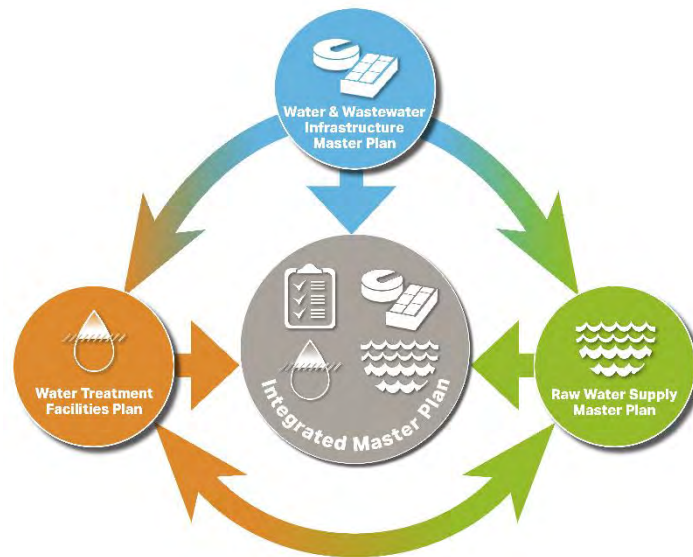 Water & Wastewater
Infrastructure
Master Plan
Water Treatment
Facilities Plan
Integrated Master Plan
Raw Water Supply
Master Plan